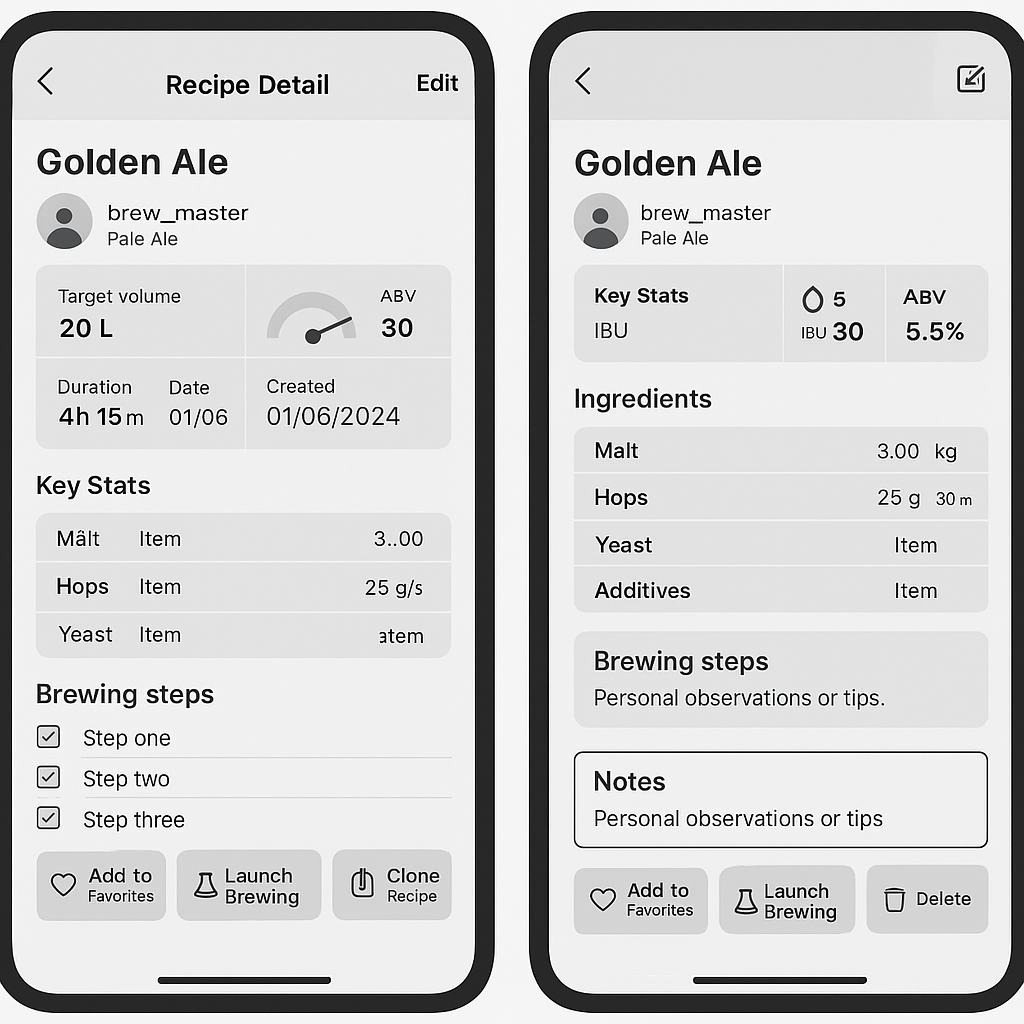 Recipe Detail
Edit
Golden Ale
brew_master
Pale Ale
Target volume
20 L
ABV
30
Duration
4h 15 m
Date
01/06
Created
01/06/2024
Key Stats
Mâlt Item 3..00
Hops Item 25 g/s
Yeast Item atem
Brewing steps
Step one
Step two
Step three
Add to
Favorites
Launch
Brewing
Clone
Recipe
Golden Ale
brew_master
Pale Ale
Key Stats
IBU
5
IBU 30
ABV
5.5%
Ingredients
Malt 3.00 kg
Hops 25 g 30 m
Yeast Item
Additives Item
Brewing steps
Personal observations or tips.
Notes
Personal observations or tips
Add to
Favorites
Launch
Brewing
Delete